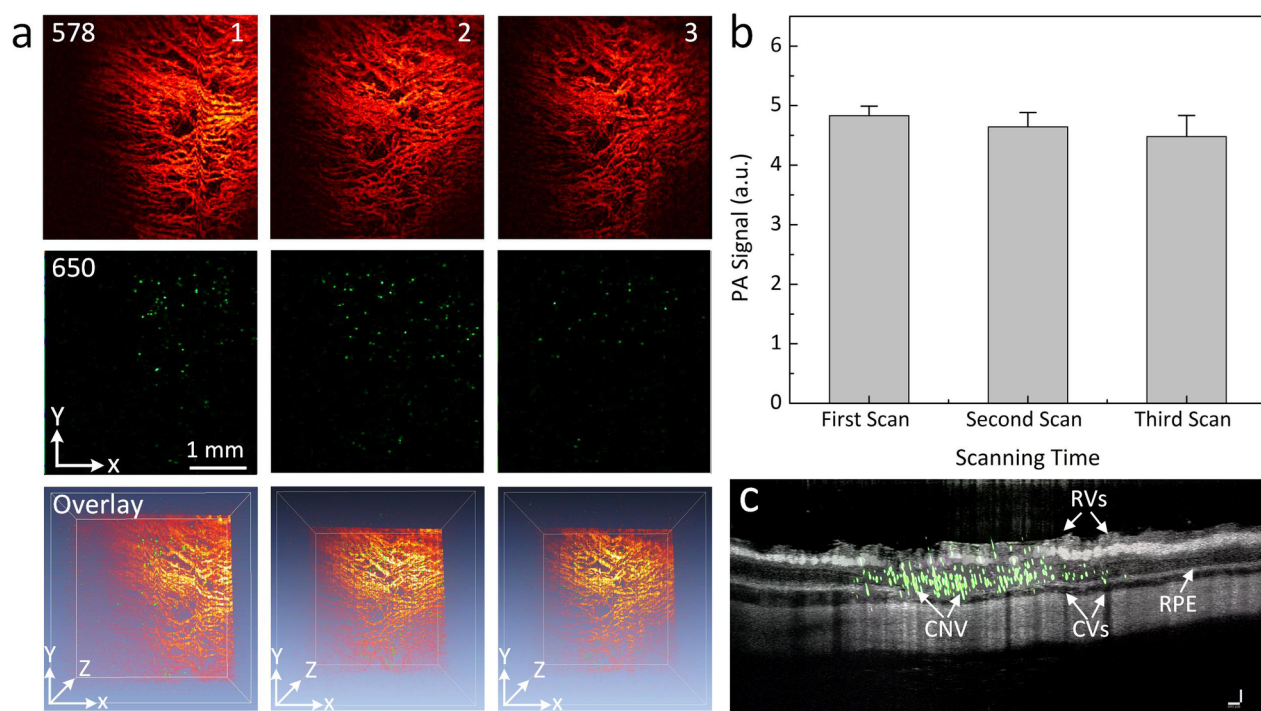 a
578
1
2
3
650
Y
X
1 mm
Overlay
Y
Z
X
Y
Z
X
Y
Z
X
b
PA Signal (a.u.)
6
5
4
3
2
1
0
First Scan
Second Scan
Third Scan
Scanning Time
c
RVs
RPE
CNV
CVs